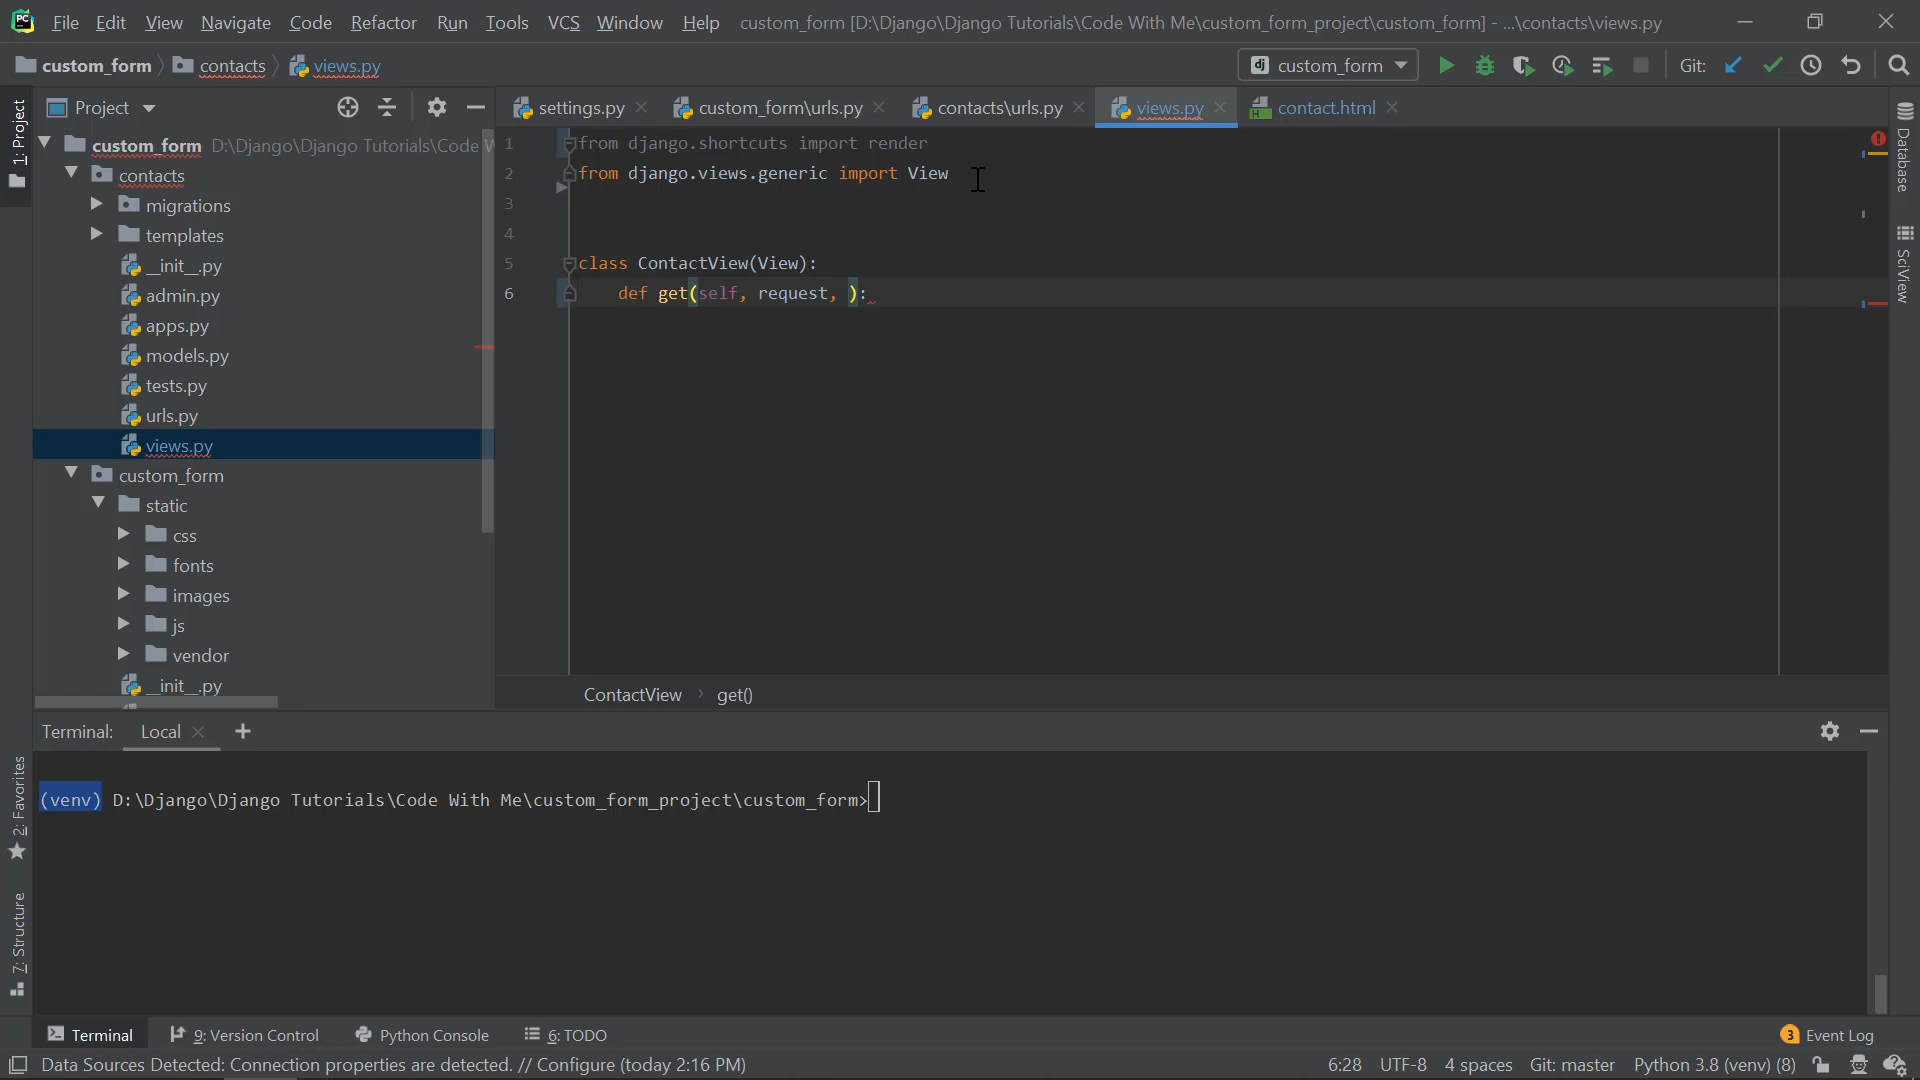 File Edit View Navigate Code Refactor Run Tools VCS Window Help custom_form [D:\Django\Django Tutorials\Code With Me\custom_form_project\custom_form] - ...\contacts\views.py
custom_form contacts views.py dj custom_form Git:
1: Project
Project
settings.py custom_form\urls.py contacts\urls.py views.py contact.html
custom_form D:\Django\Django Tutorials\Code W
contacts
migrations
templates
__init__.py
admin.py
apps.py
models.py
tests.py
urls.py
views.py
custom_form
static
css
fonts
images
js
vendor
__init__.py
1 from django.shortcuts import render
2 from django.views.generic import View
3
4
5 class ContactView(View):
6 def get(self, request, ):
ContactView get()
Database
SciView
2: Favorites
7: Structure
Terminal: Local
(venv) D:\Django\Django Tutorials\Code With Me\custom_form_project\custom_form>
Terminal 9: Version Control Python Console 6: TODO 3 Event Log
Data Sources Detected: Connection properties are detected. // Configure (today 2:16 PM) 6:28 UTF-8 4 spaces Git: master Python 3.8 (venv) (8)